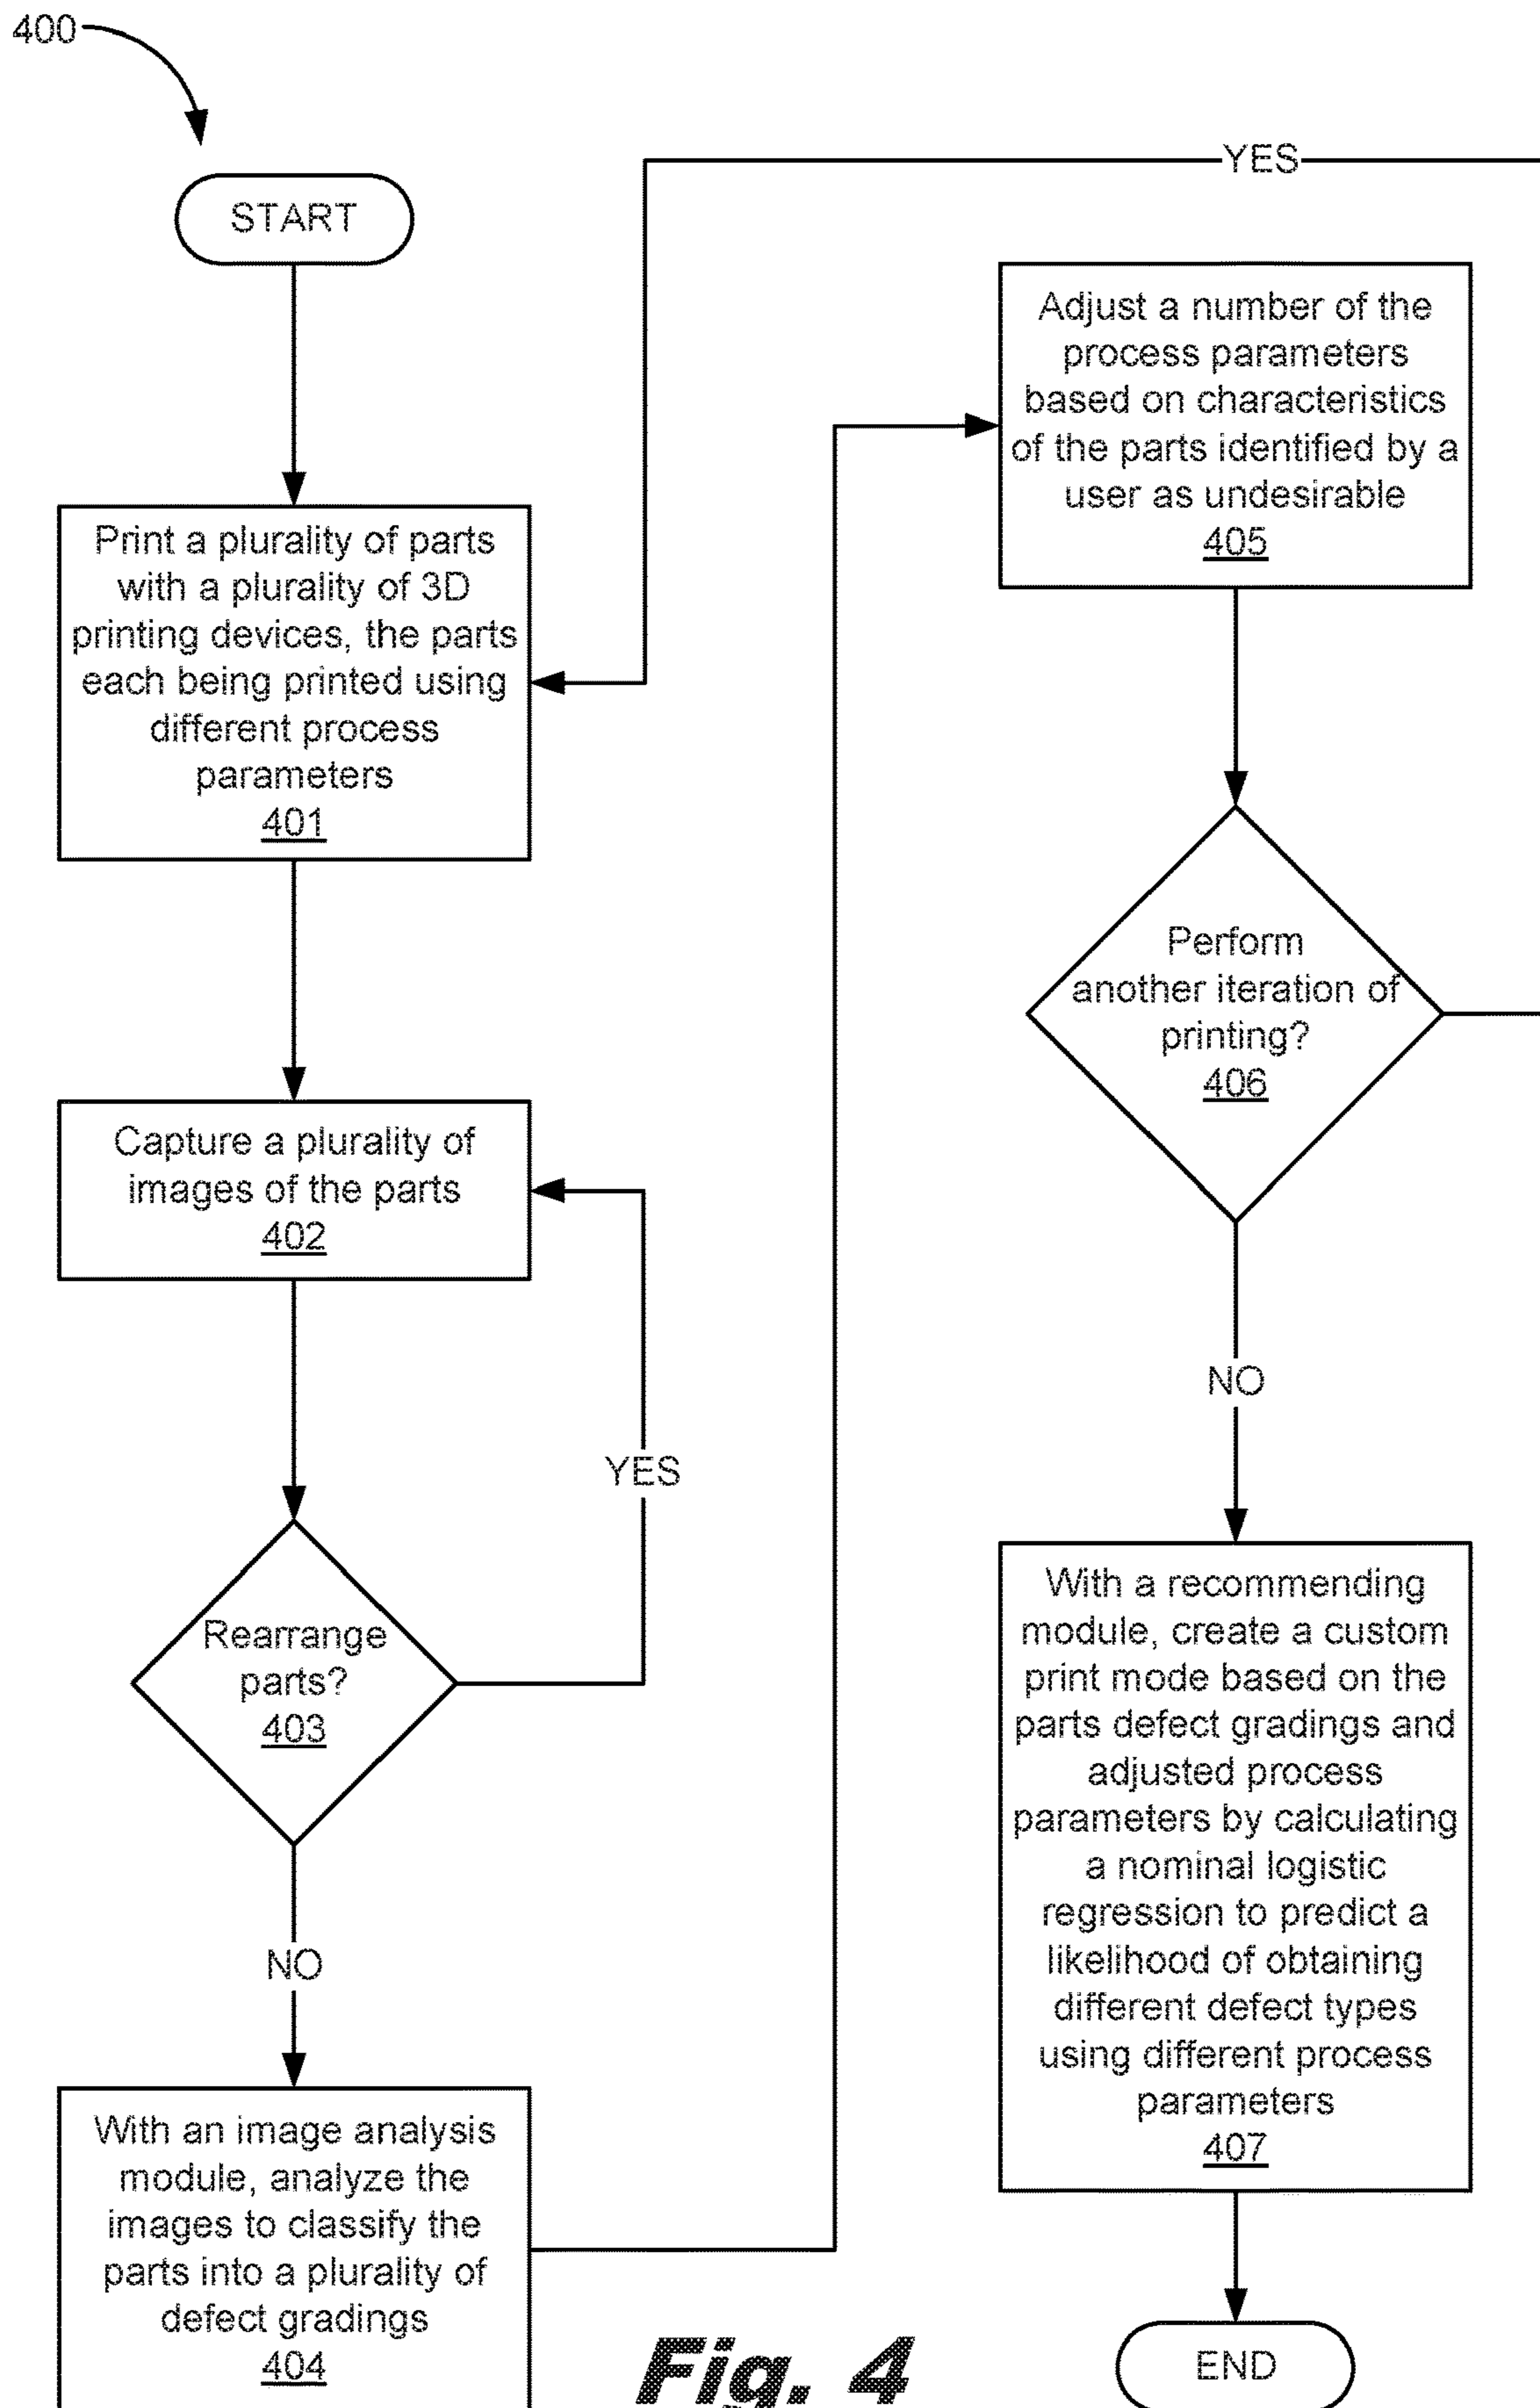 400
START
Print a plurality of parts
with a plurality of 3D
printing devices, the parts
each being printed using
different process
parameters
401
Capture a plurality of
images of the parts
402
YES
Rearrange
parts?
403
NO
With an image analysis
module, analyze the
images to classify the
parts into a plurality of
defect gradings
404
YES
Adjust a number of the
process parameters
based on characteristics
of the parts identified by a
user as undesirable
405
Perform
another iteration of
printing?
406
NO
With a recommending
module, create a custom
print mode based on the
parts defect gradings and
adjusted process
parameters by calculating
a nominal logistic
regression to predict a
likelihood of obtaining
different defect types
using different process
parameters
407
END
Fig. 4